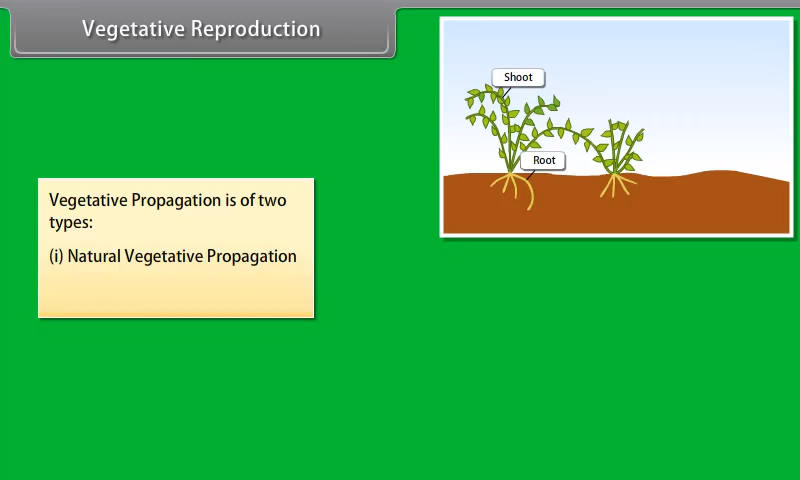 Vegetative Reproduction
Shoot
Root
Vegetative Propagation is of two
types:
(i) Natural Vegetative Propagation